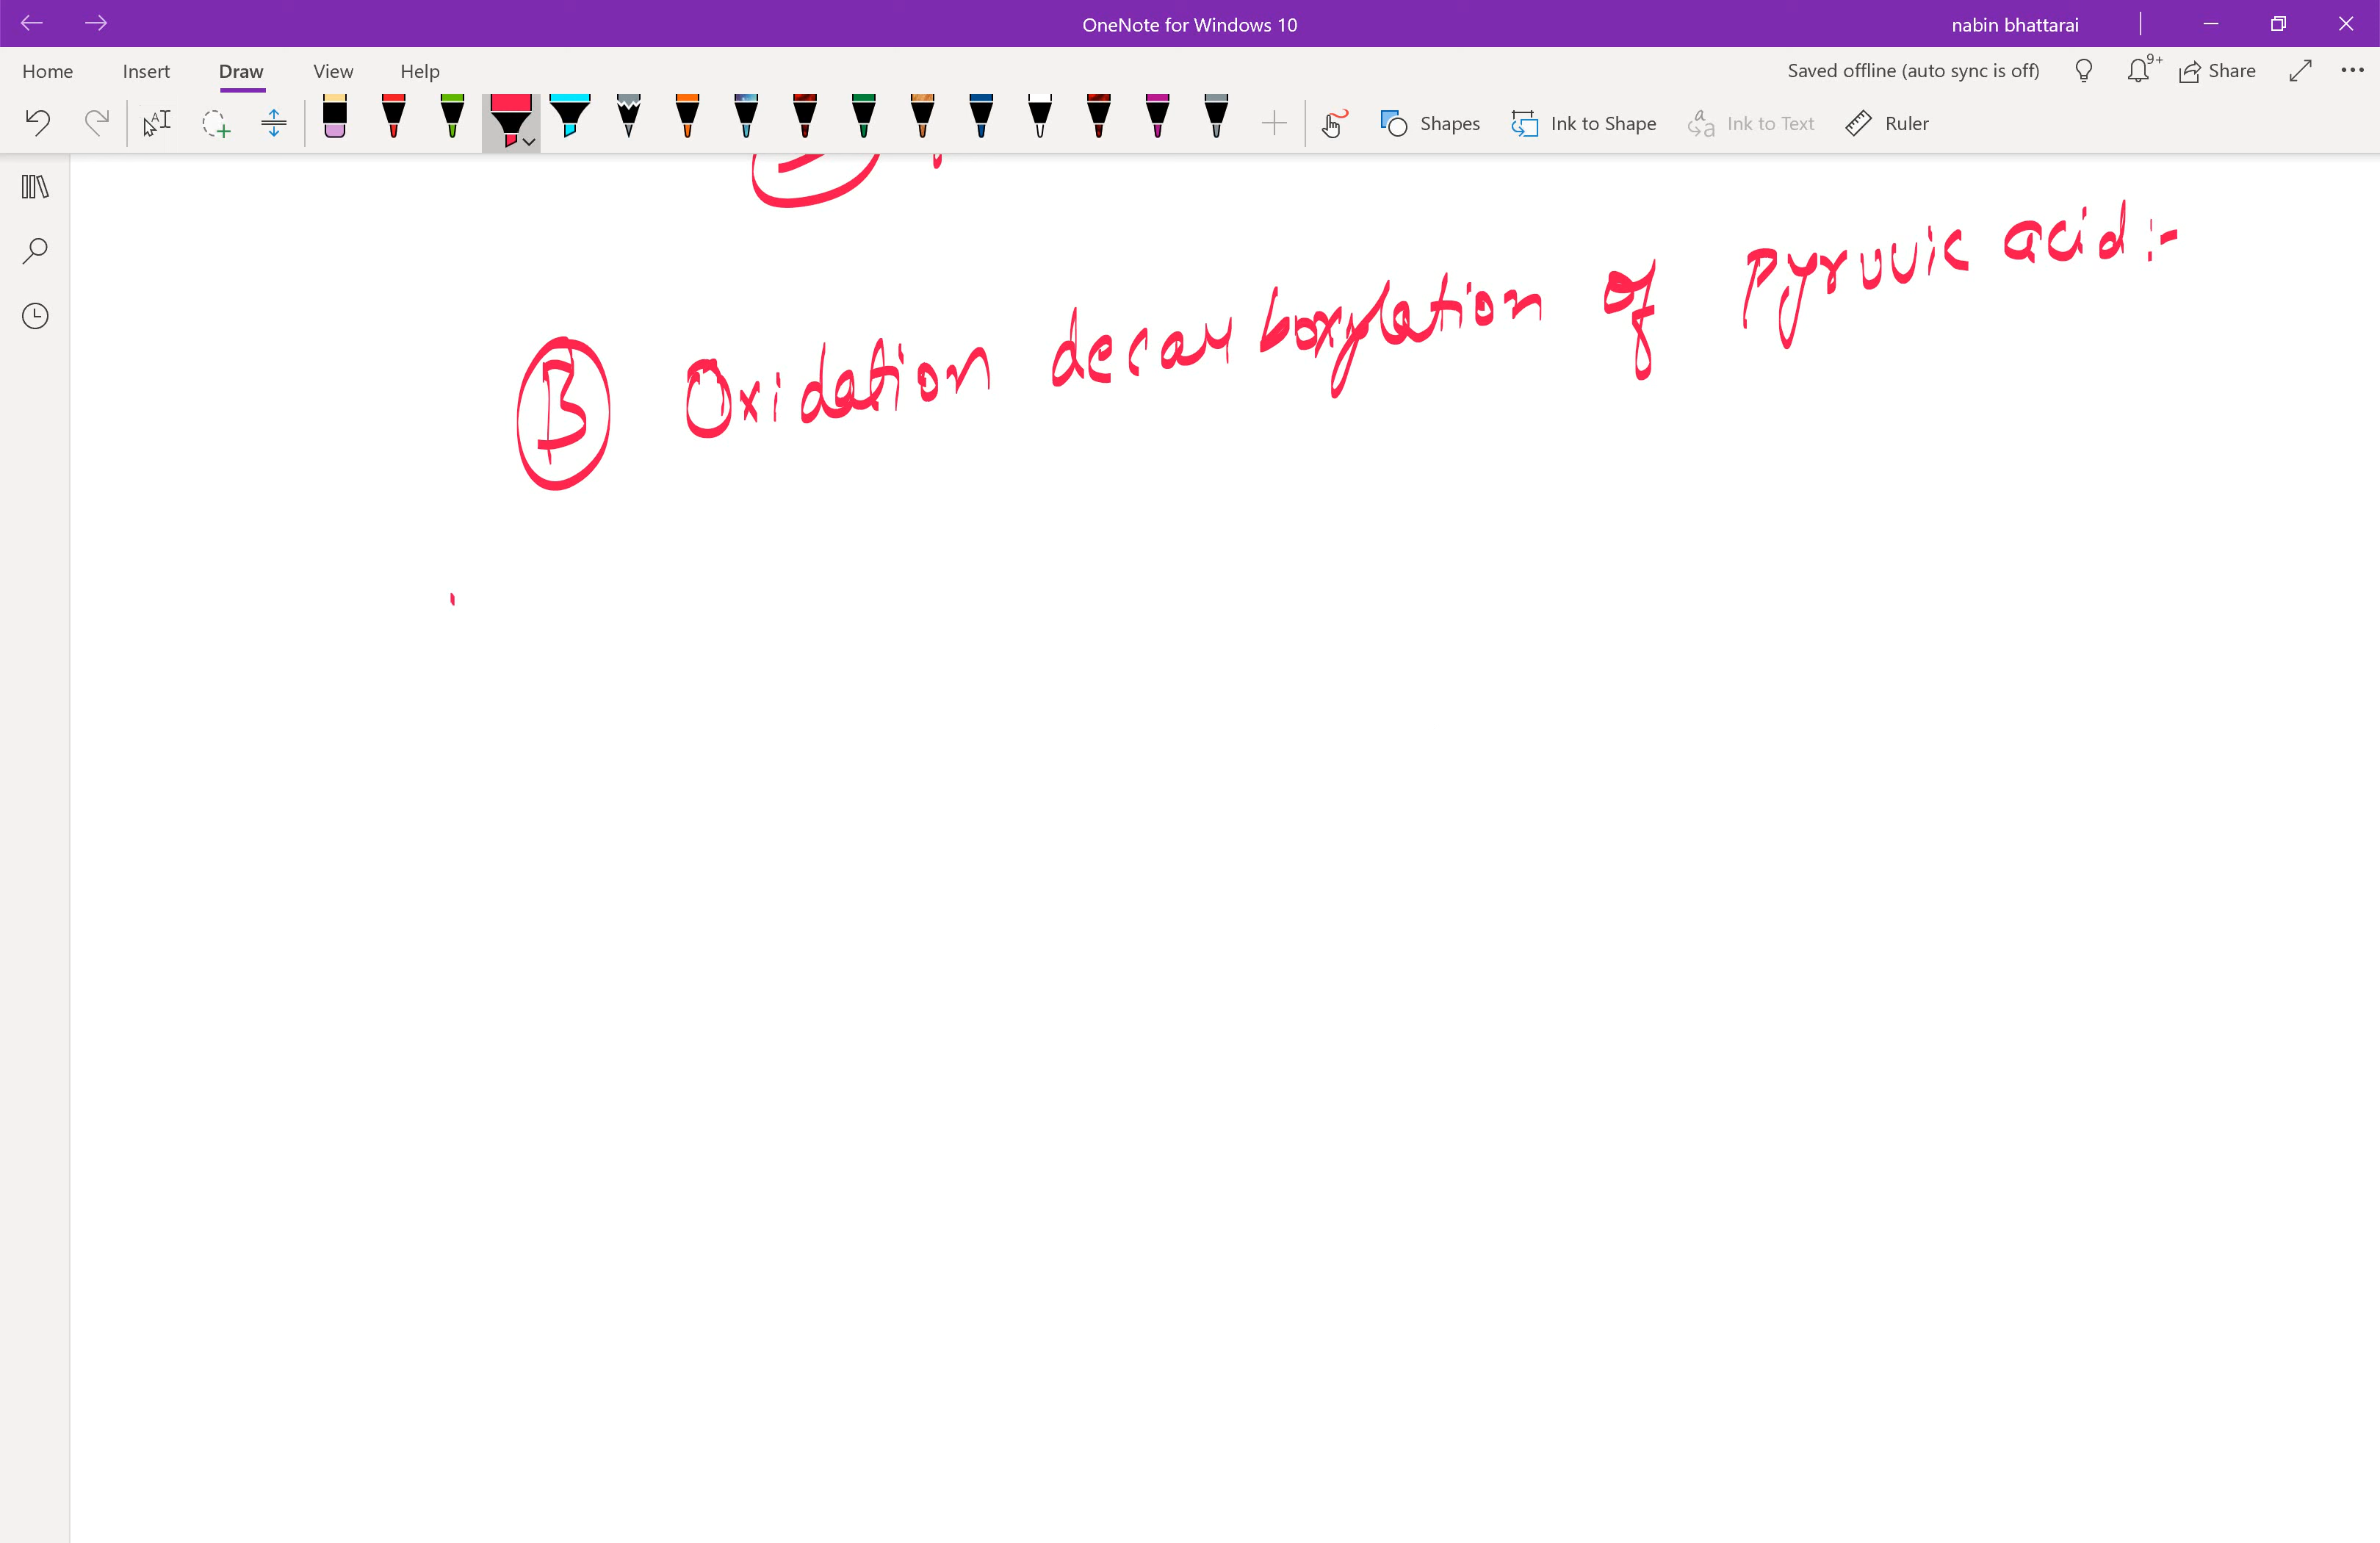 OneNote for Windows 10
nabin bhattarai
Home Insert Draw View Help
Saved offline (auto sync is off)
9+
Share
Shapes
Ink to Shape
Ink to Text
Ruler
B Oxidation decarboxylation of Pyruvic acid:-